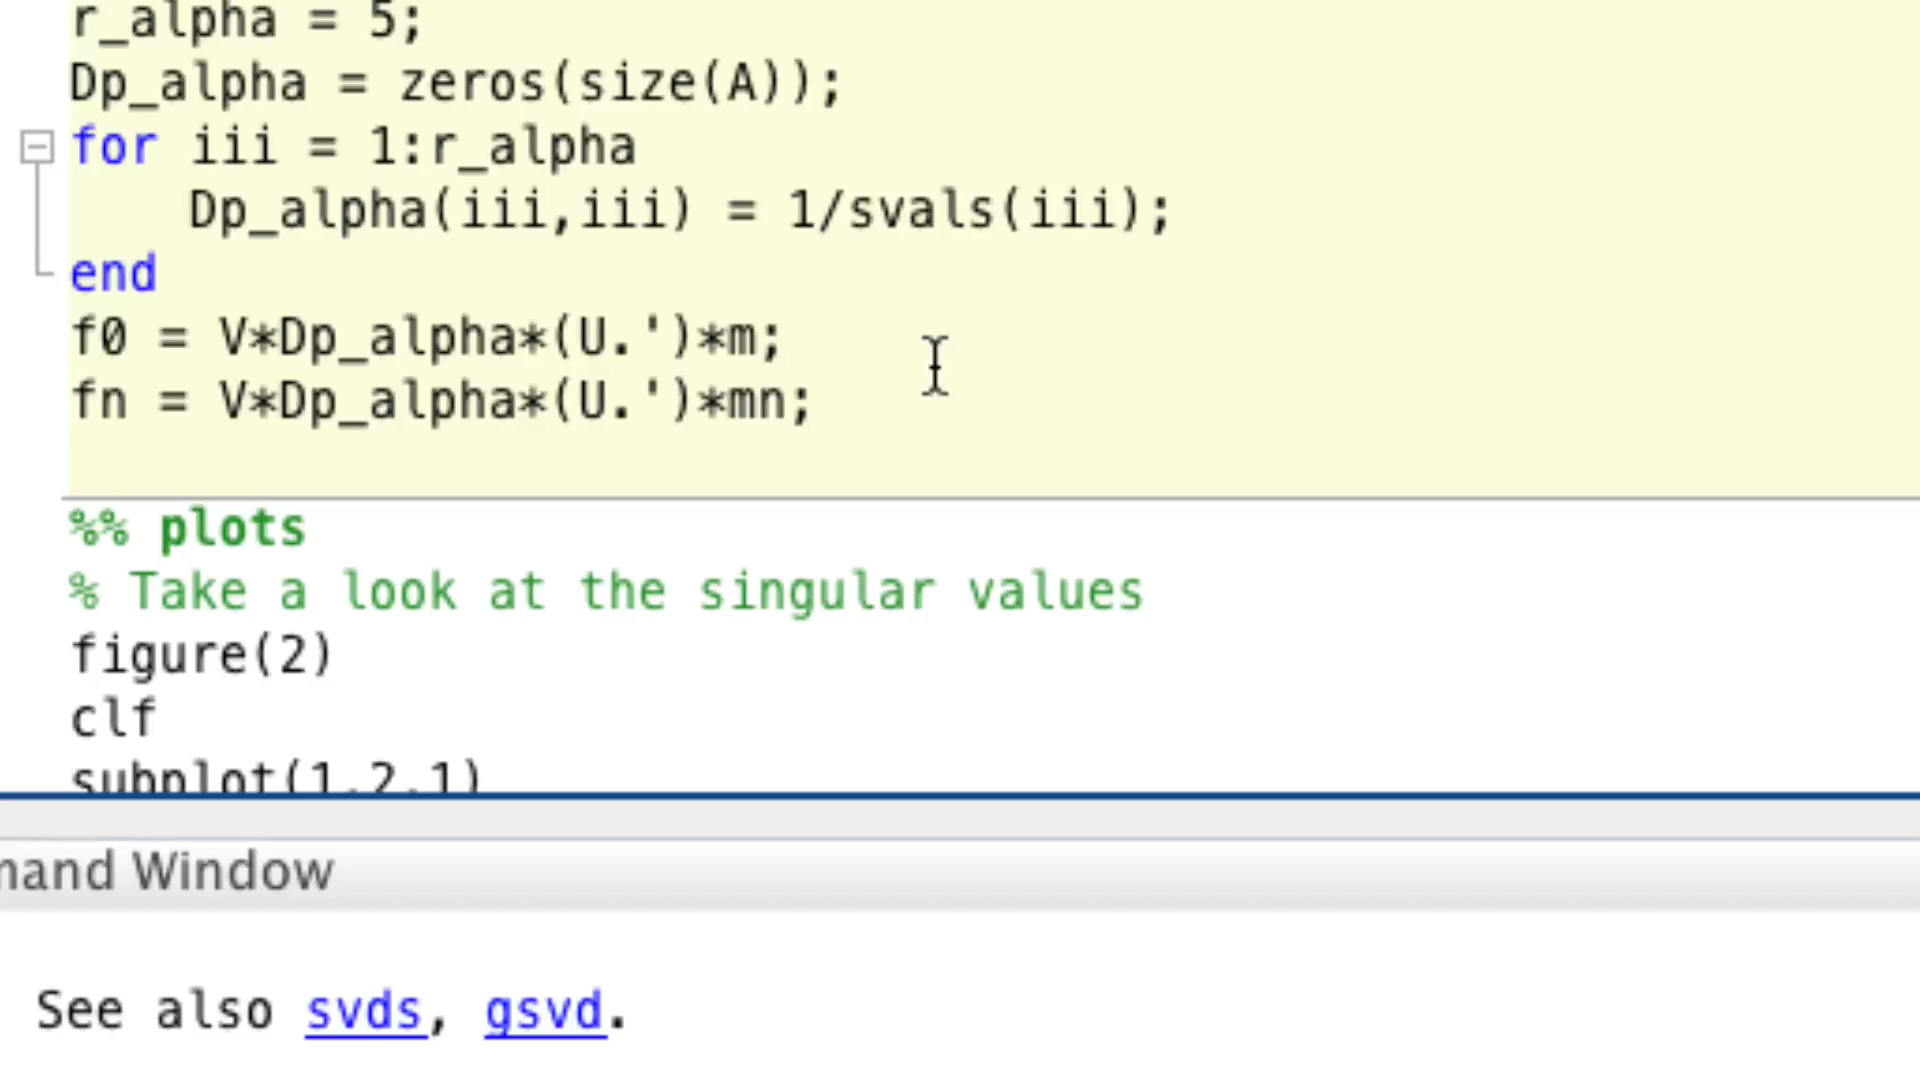 r_alpha = 5;
Dp_alpha = zeros(size(A));
for iii = 1:r_alpha
Dp_alpha(iii,iii) = 1/svals(iii);
end
f0 = V*Dp_alpha*(U.')*m;
fn = V*Dp_alpha*(U.')*mn;
%% plots
% Take a look at the singular values
figure(2)
clf
subplot(1,2,1)
mand Window
See also svds, gsvd.